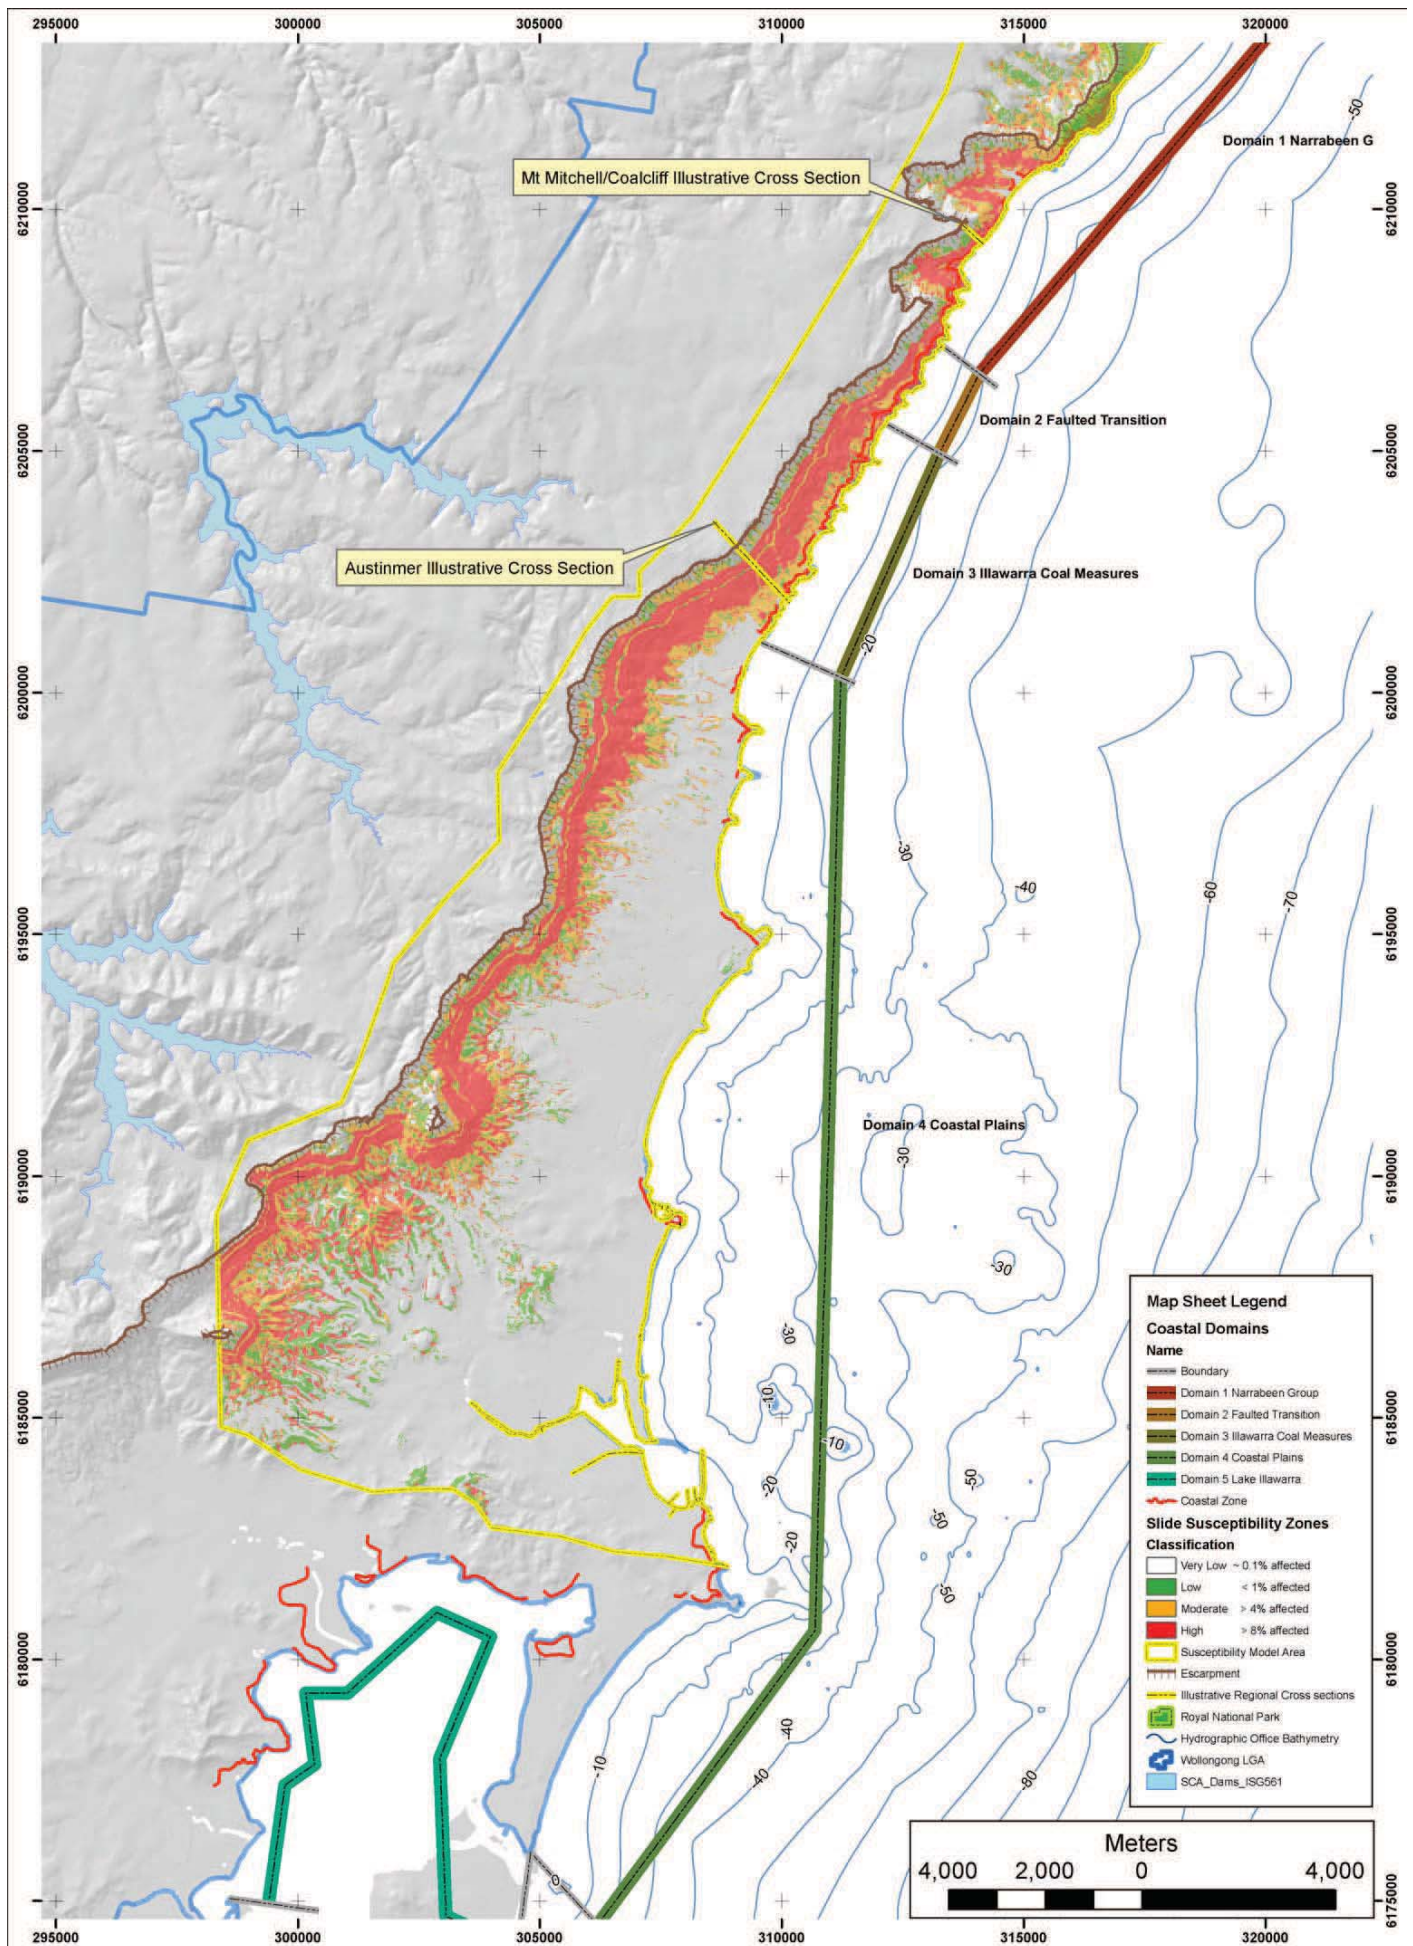 295000 300000 305000 310000 315000 320000
-50
Domain 1 Narrabeen G
Mt Mitchell/Coalcliff Illustrative Cross Section
6210000 6210000
Domain 2 Faulted Transition
6205000 6205000
Austinmer Illustrative Cross Section
Domain 3 Illawarra Coal Measures
-20
6200000 6200000
-30
-40
-60
-70
6195000 6195000
Domain 4 Coastal Plains
-30
6190000 6190000
-30
-30
-10
-10
6185000 6185000
-20
-50
-50
-20
-50
6180000 6180000
-40
-10
-40
-80
0
6175000
Map Sheet Legend
Coastal Domains
Name
Boundary
Domain 1 Narrabeen Group
Domain 2 Faulted Transition
Domain 3 Illawarra Coal Measures
Domain 4 Coastal Plains
Domain 5 Lake Illawarra
Coastal Zone
Slide Susceptibility Zones
Classification
Very Low ~ 0.1% affected
Low < 1% affected
Moderate > 4% affected
High > 8% affected
Susceptibility Model Area
Escarpment
Illustrative Regional Cross sections
Royal National Park
Hydrographic Office Bathymetry
Wollongong LGA
SCA_Dams_ISG561
Meters
4,000 2,000 0 4,000
295000 300000 305000 310000 315000 320000